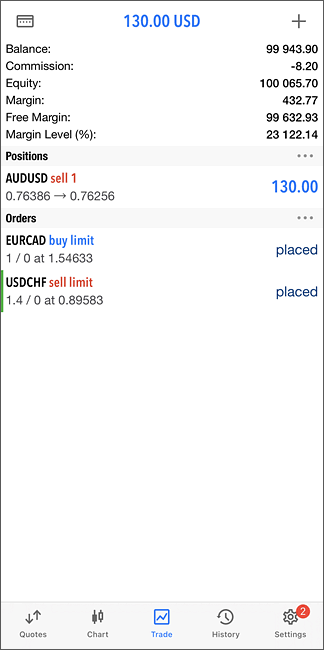 130.00 USD
Balance: 99 943.90
Commission: -8.20
Equity: 100 065.70
Margin: 432.77
Free Margin: 99 632.93
Margin Level (%): 23 122.14
Positions
AUDUSD sell 1
0.76386 → 0.76256
130.00
Orders
EURCAD buy limit
1 / 0 at 1.54633
placed
USDCHF sell limit
1.4 / 0 at 0.89583
placed
2
Quotes Chart Trade History Settings